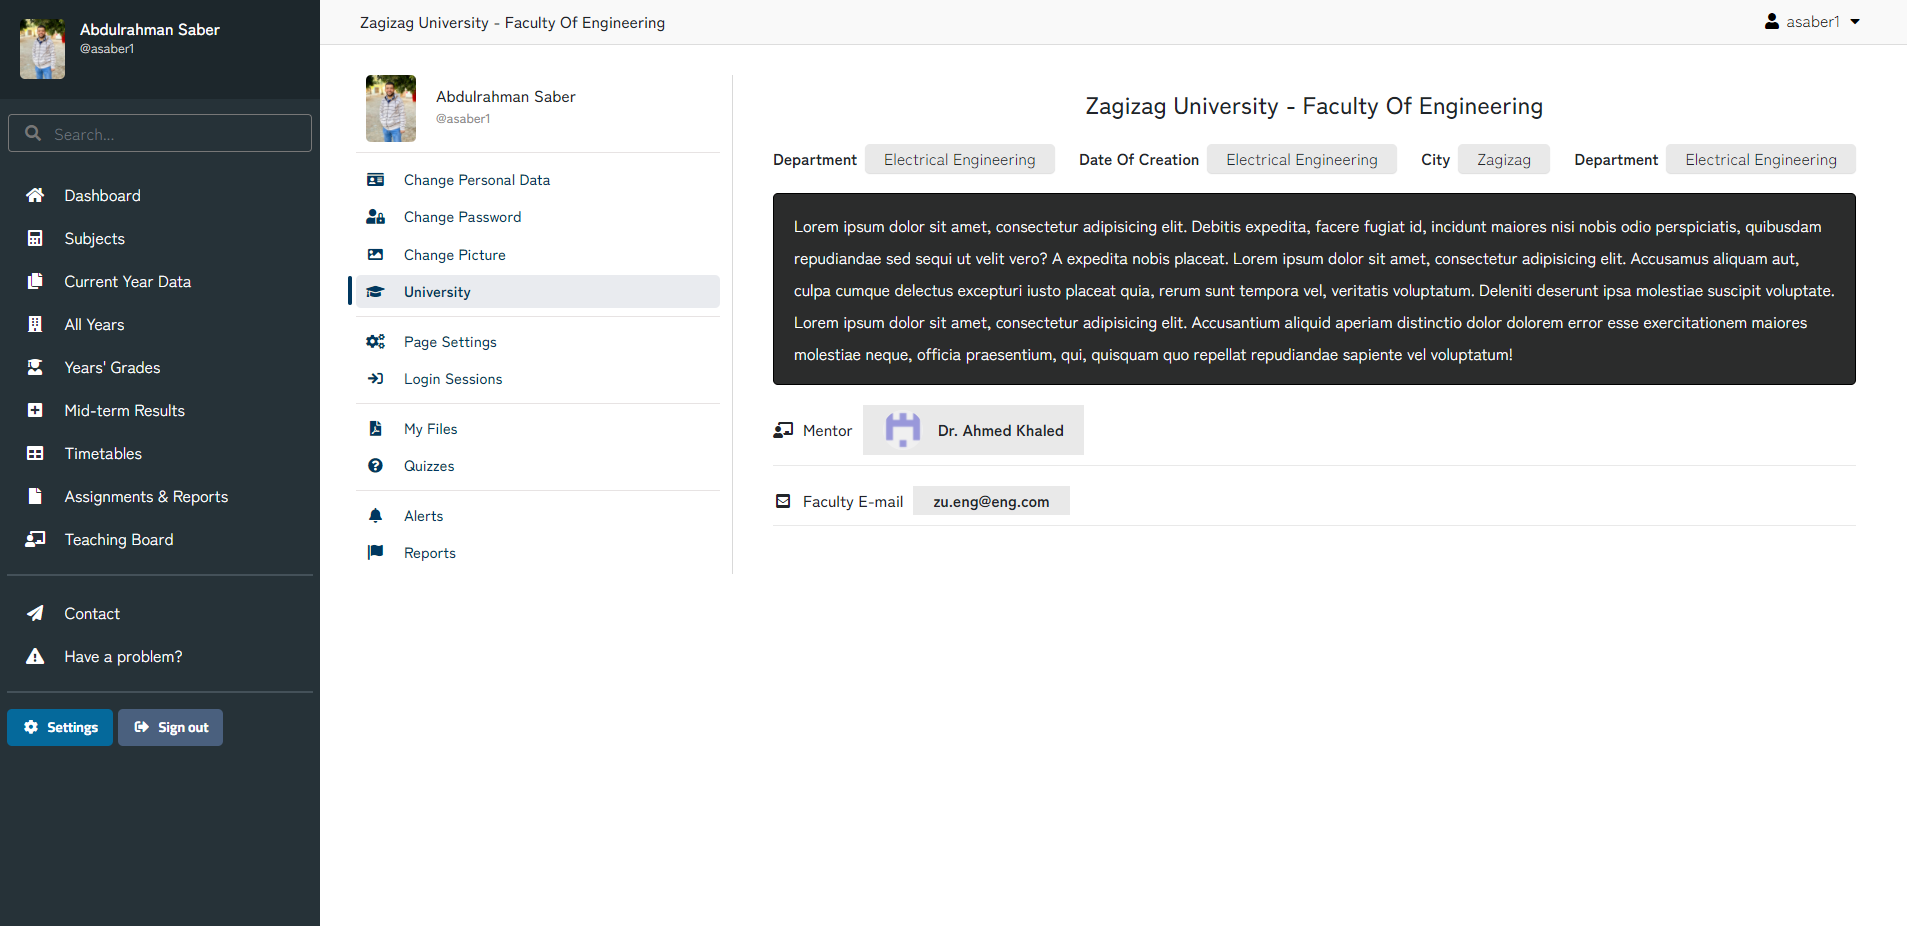 Abdulrahman Saber
@asaber1
Search...
Dashboard
Subjects
Current Year Data
All Years
Years' Grades
Mid-term Results
Timetables
Assignments & Reports
Teaching Board
Contact
Have a problem?
Settings
Sign out
Zagizag University - Faculty Of Engineering
asaber1
Abdulrahman Saber
@asaber1
Change Personal Data
Change Password
Change Picture
University
Page Settings
Login Sessions
My Files
Quizzes
Alerts
Reports
Zagizag University - Faculty Of Engineering
Department Electrical Engineering Date Of Creation Electrical Engineering City Zagizag Department Electrical Engineering
Lorem ipsum dolor sit amet, consectetur adipisicing elit. Debitis expedita, facere fugiat id, incidunt maiores nisi nobis odio perspiciatis, quibusdam
repudiandae sed sequi ut velit vero? A expedita nobis placeat. Lorem ipsum dolor sit amet, consectetur adipisicing elit. Accusamus aliquam aut,
culpa cumque delectus excepturi iusto placeat quia, rerum sunt tempora vel, veritatis voluptatum. Deleniti deserunt ipsa molestiae suscipit voluptate.
Lorem ipsum dolor sit amet, consectetur adipisicing elit. Accusantium aliquid aperiam distinctio dolor dolorem error esse exercitationem maiores
molestiae neque, officia praesentium, qui, quisquam quo repellat repudiandae sapiente vel voluptatum!
Mentor Dr. Ahmed Khaled
Faculty E-mail zu.eng@eng.com